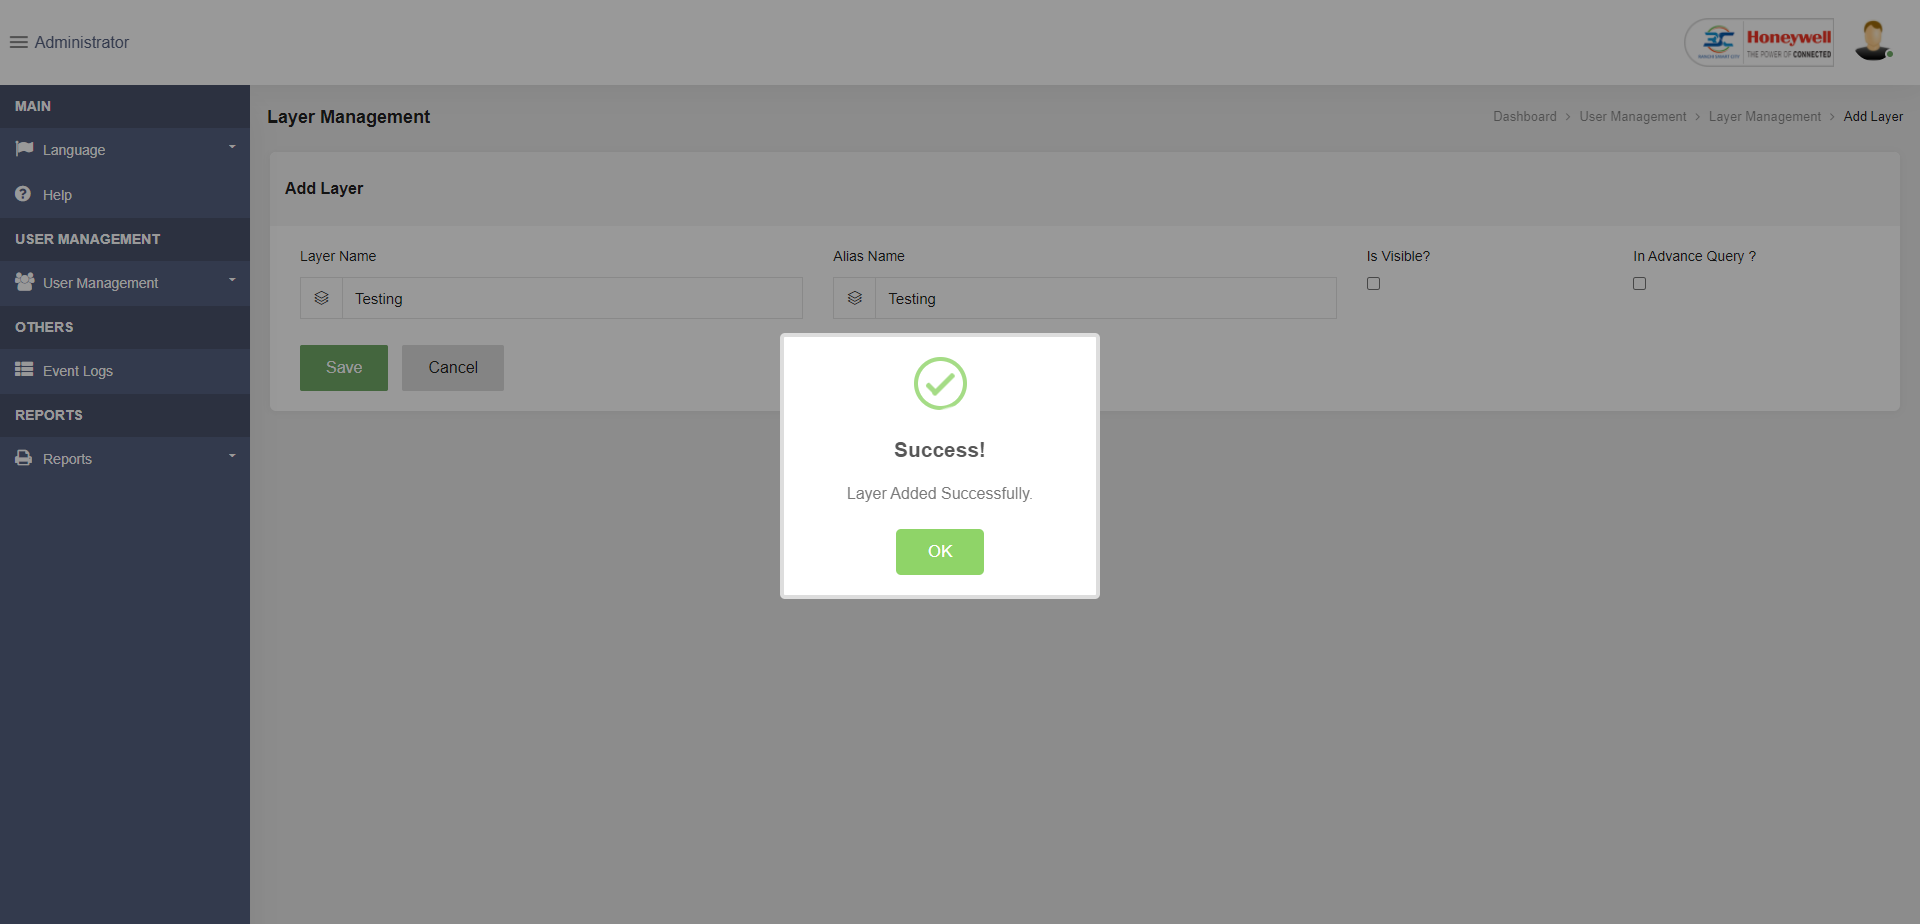 Administrator
Honeywell
THE POWER OF CONNECTED
MAIN
Language
Help
USER MANAGEMENT
User Management
OTHERS
Event Logs
REPORTS
Reports
Layer Management
Dashboard > User Management > Layer Management > Add Layer
Add Layer
Layer Name
Alias Name
Is Visible?
In Advance Query ?
Testing
Testing
Save
Cancel
Success!
Layer Added Successfully.
OK